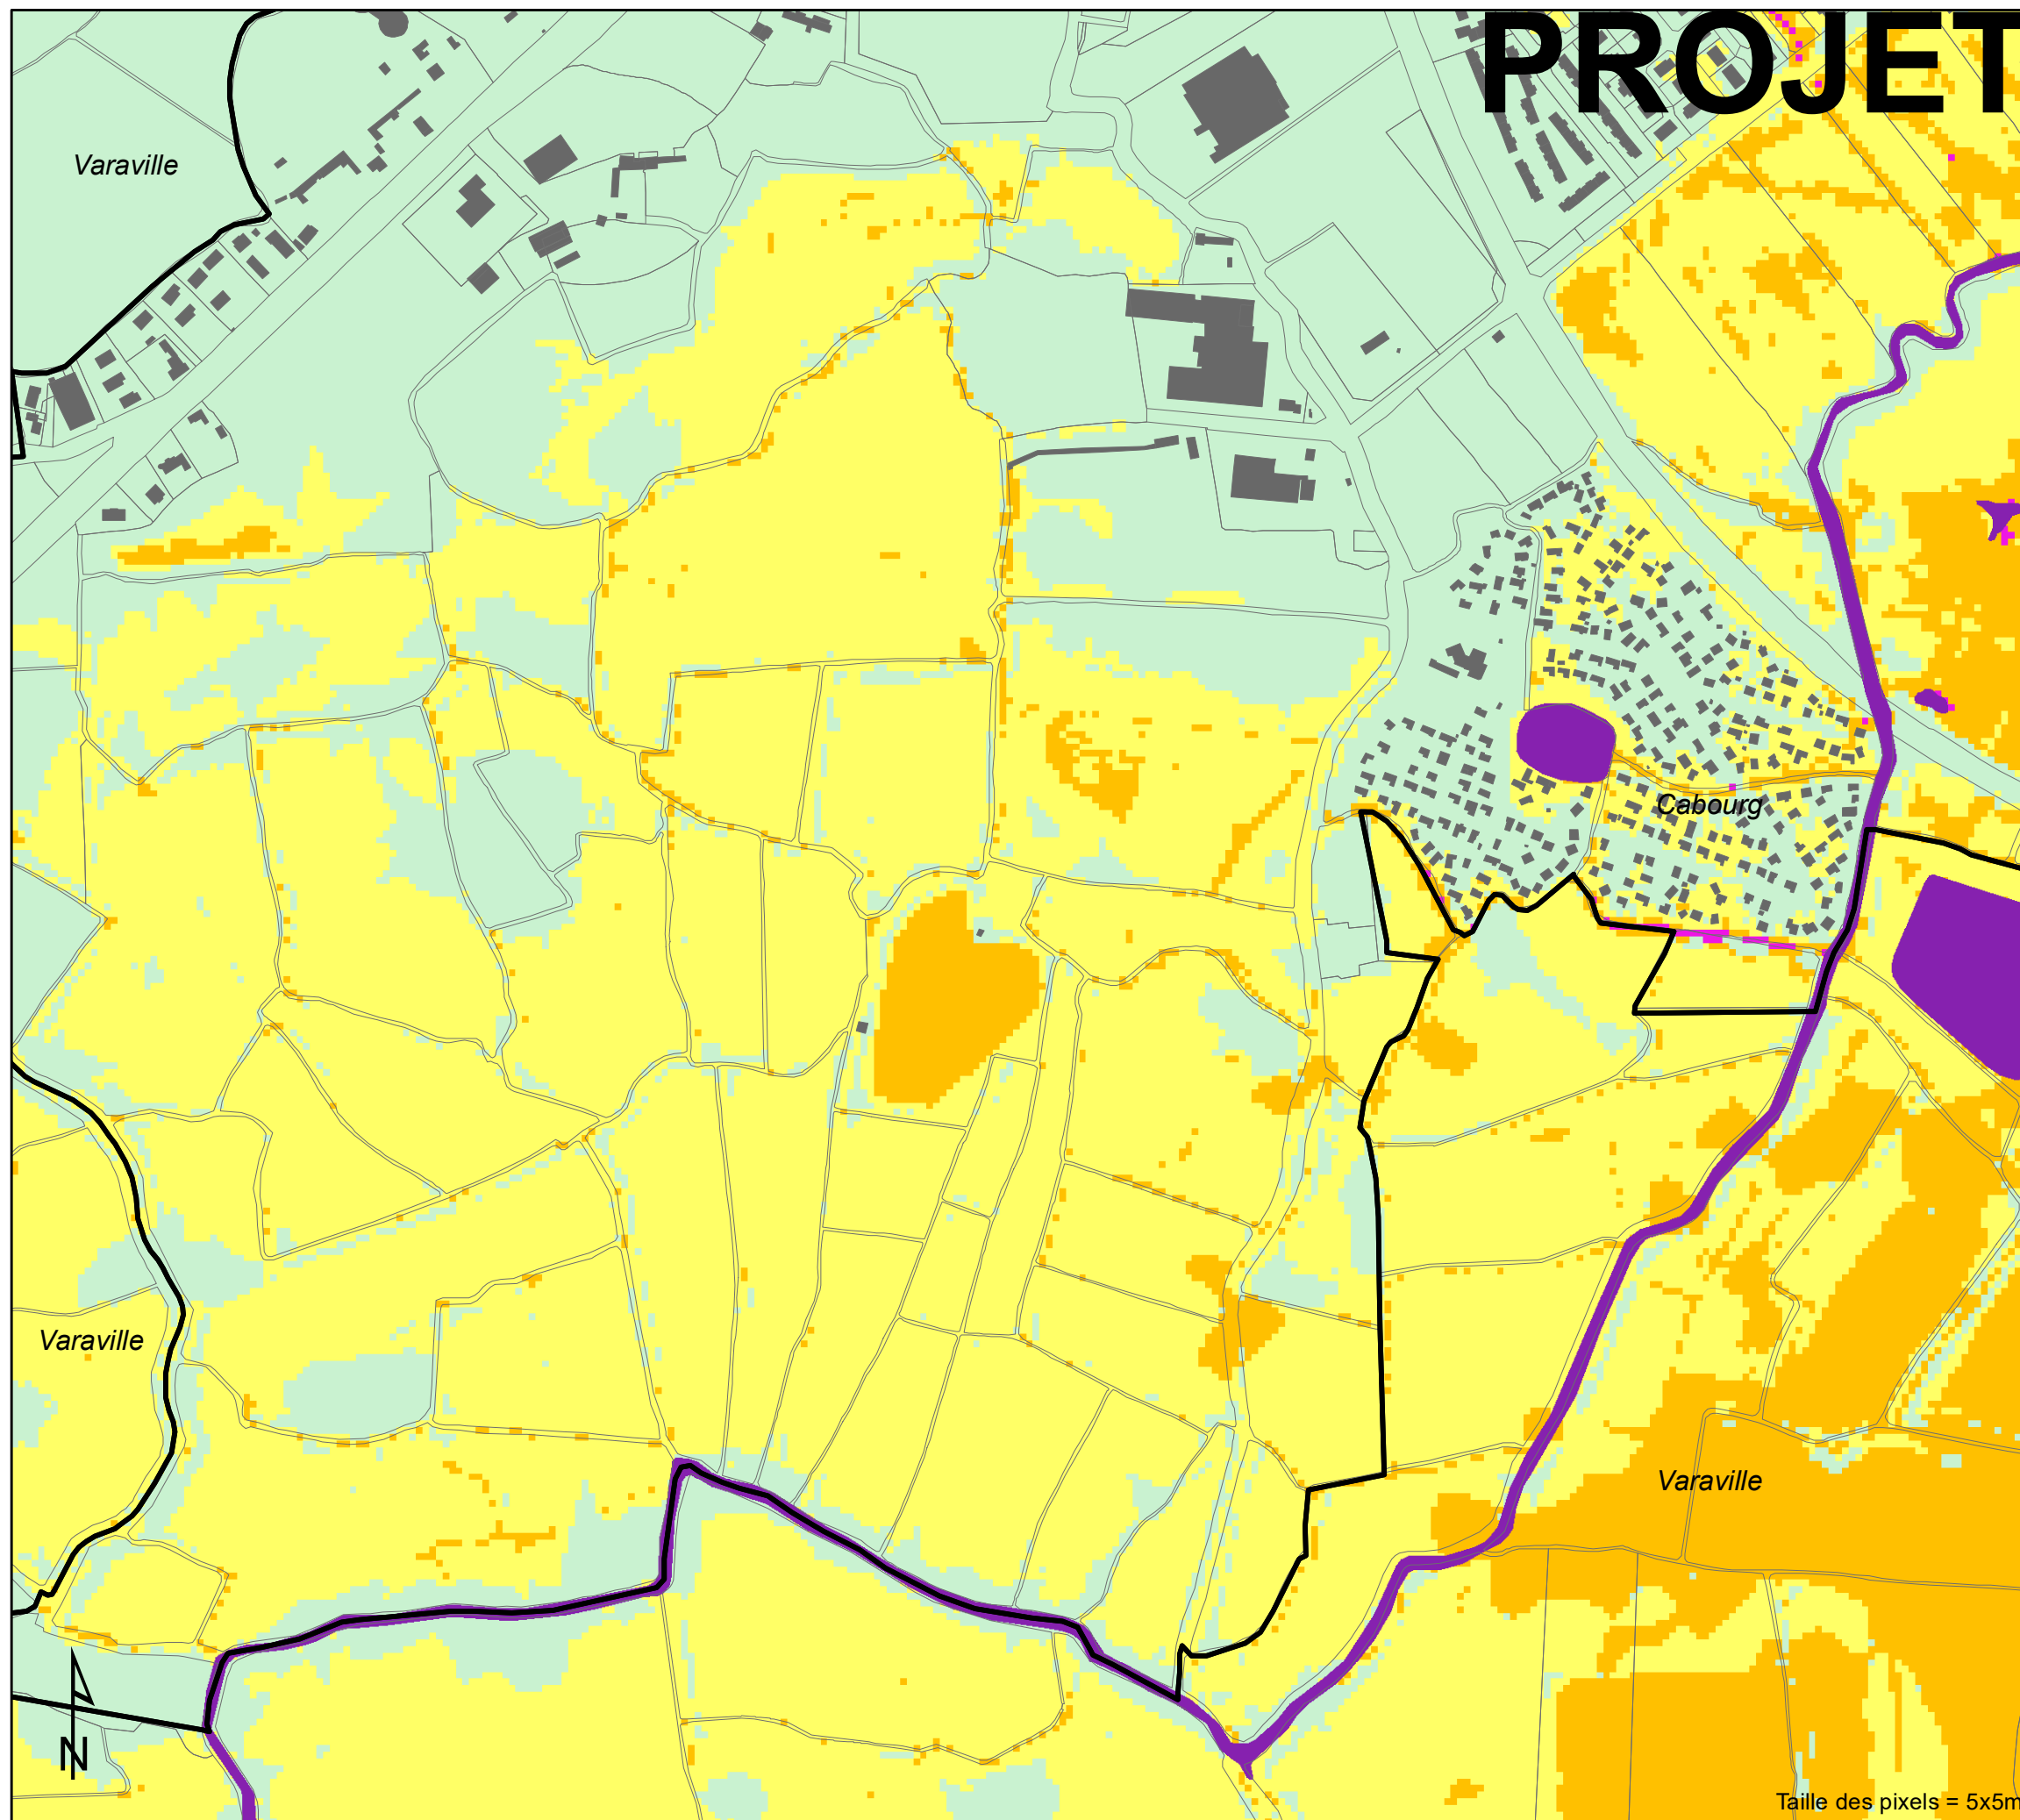 PROJET
Varaville
Cabourg
Varaville
Varaville
N
Taille des pixels = 5x5m